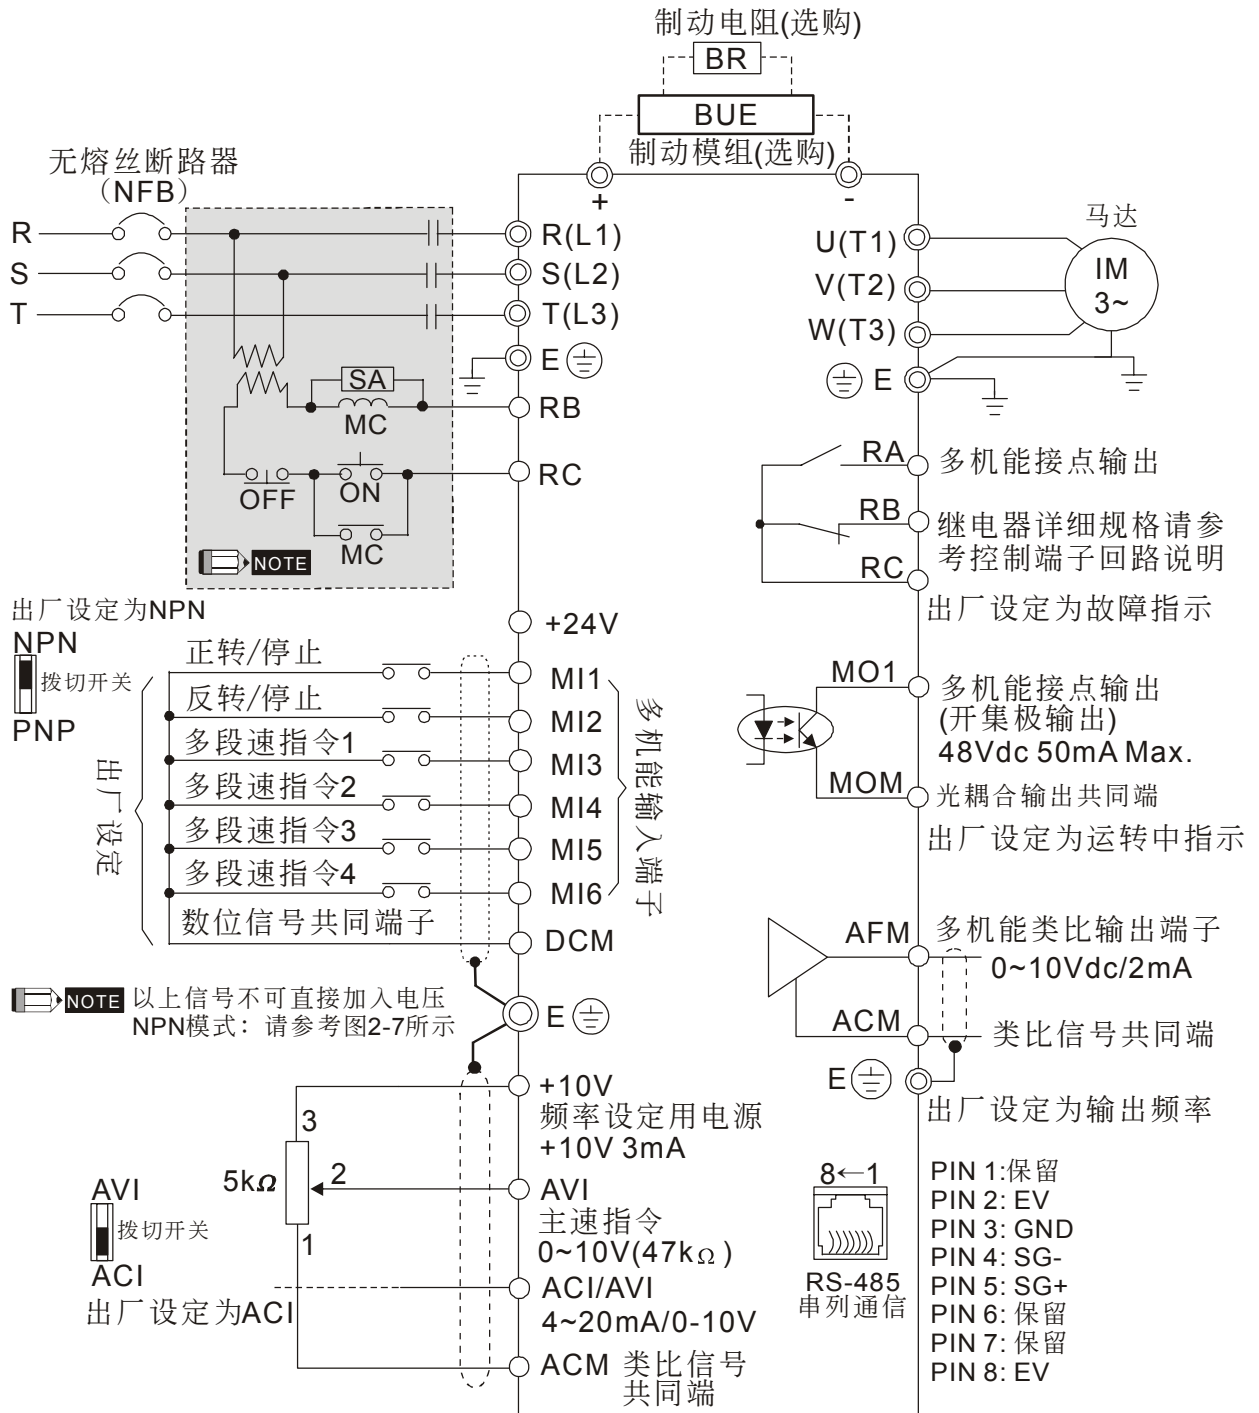 制动电阻(选购)
BR
BUE
制动模组(选购)
+
-
无熔丝断路器
（NFB）
R
S
T
R(L1)
S(L2)
T(L3)
E
SA
MC
RB
OFF
ON
MC
RC
NOTE
马达
U(T1)
V(T2)
W(T3)
IM
3~
E
RA
多机能接点输出
RB
继电器详细规格请参
考控制端子回路说明
RC
出厂设定为故障指示
出厂设定为NPN
NPN
拨切开关
PNP
出厂设定
+24V
正转/停止
MI1
反转/停止
MI2
多段速指令1
MI3
多段速指令2
MI4
多段速指令3
MI5
多段速指令4
MI6
数位信号共同端子
DCM
多机能输入端子
MO1
多机能接点输出
(开集极输出)
48Vdc 50mA Max.
MOM
光耦合输出共同端
出厂设定为运转中指示
NOTE
以上信号不可直接加入电压
NPN模式：请参考图2-7所示
E
AFM
多机能类比输出端子
0~10Vdc/2mA
ACM
类比信号共同端
E
出厂设定为输出频率
+10V
频率设定用电源
+10V 3mA
3
5kΩ
2
1
AVI
主速指令
0~10V(47kΩ)
AVI
拨切开关
ACI
出厂设定为ACI
ACI/AVI
4~20mA/0-10V
ACM 类比信号
共同端
8←1
RS-485
串列通信
PIN 1:保留
PIN 2: EV
PIN 3: GND
PIN 4: SG-
PIN 5: SG+
PIN 6: 保留
PIN 7: 保留
PIN 8: EV